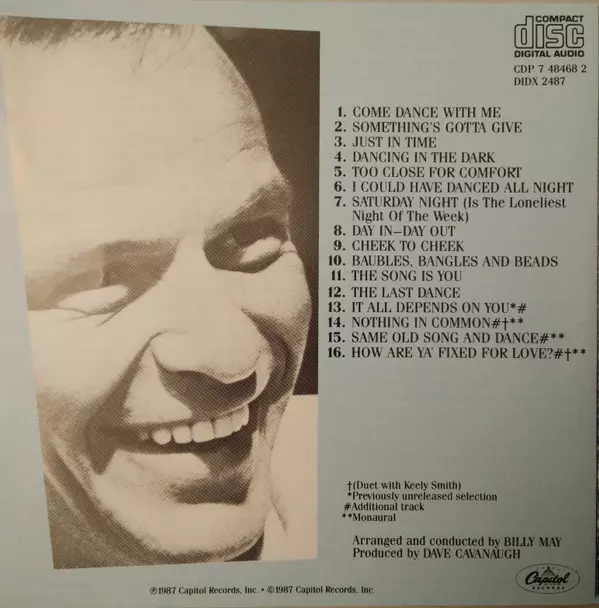 COMPACT
disc
DIGITAL AUDIO
CDP 7 48468 2
DIDX 2487
1. COME DANCE WITH ME
2. SOMETHING'S GOTTA GIVE
3. JUST IN TIME
4. DANCING IN THE DARK
5. TOO CLOSE FOR COMFORT
6. I COULD HAVE DANCED ALL NIGHT
7. SATURDAY NIGHT (Is The Loneliest
Night Of The Week)
8. DAY IN—DAY OUT
9. CHEEK TO CHEEK
10. BAUBLES, BANGLES AND BEADS
11. THE SONG IS YOU
12. THE LAST DANCE
13. IT ALL DEPENDS ON YOU*#
14. NOTHING IN COMMON#†**
15. SAME OLD SONG AND DANCE#**
16. HOW ARE YA' FIXED FOR LOVE?#†**
†(Duet with Keely Smith)
*Previously unreleased selection
#Additional track
**Monaural
Arranged and conducted by BILLY MAY
Produced by DAVE CAVANAUGH
Capitol
RECORDS
℗1987 Capitol Records, Inc. • ©1987 Capitol Records, Inc.